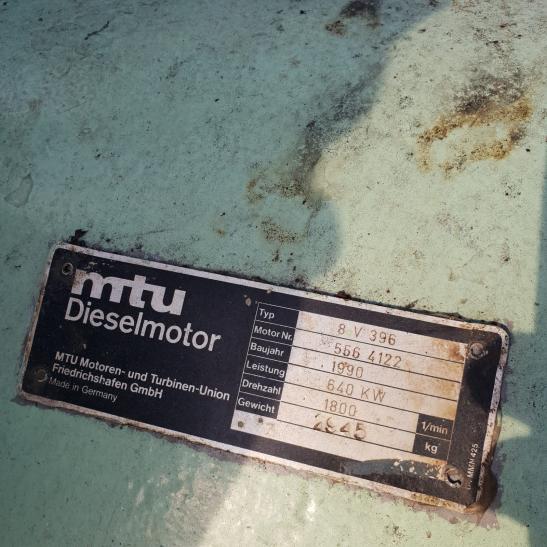 mtu
Dieselmotor
MTU Motoren- und Turbinen-Union
Friedrichshafen GmbH
Made in Germany
Typ 8 V 396
Motor Nr. 556 4122
Baujahr 1990
Leistung 640 KW
Drehzahl 1800 1/min
Gewicht kg